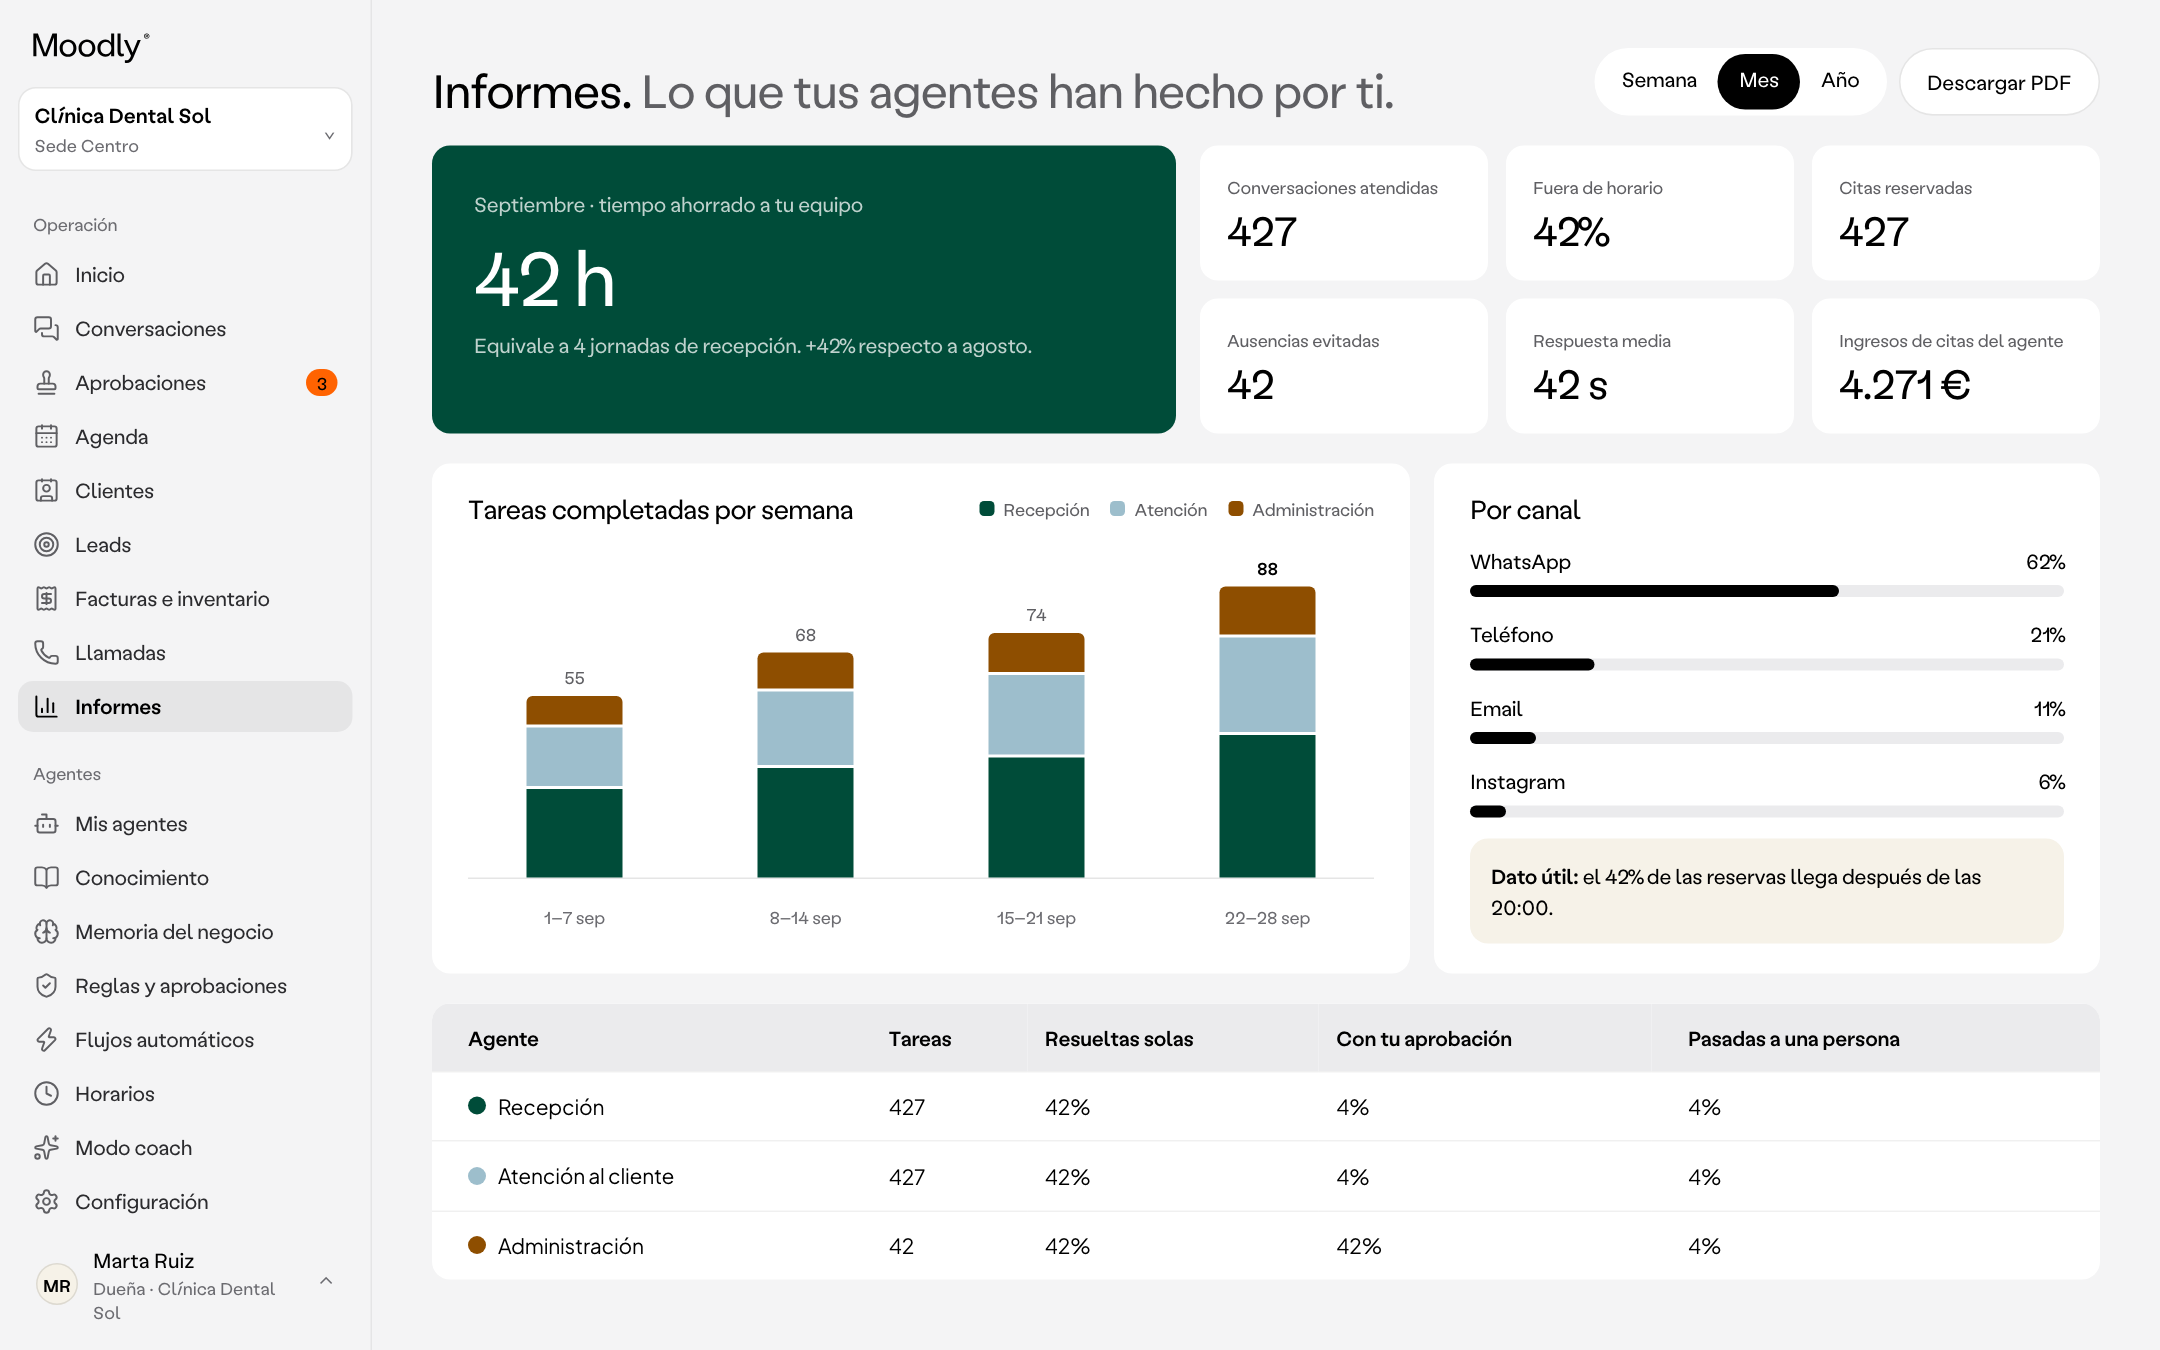 Moodly®
Clínica Dental Sol
Sede Centro
Operación
Inicio
Conversaciones
Aprobaciones
3
Agenda
Clientes
Leads
Facturas e inventario
Llamadas
Informes
Agentes
Mis agentes
Conocimiento
Memoria del negocio
Reglas y aprobaciones
Flujos automáticos
Horarios
Modo coach
Configuración
MR
Marta Ruiz
Dueña · Clínica Dental
Sol
Informes. Lo que tus agentes han hecho por ti.
Semana
Mes
Año
Descargar PDF
Septiembre · tiempo ahorrado a tu equipo
42 h
Equivale a 4 jornadas de recepción. +42% respecto a agosto.
Conversaciones atendidas
427
Fuera de horario
42%
Citas reservadas
427
Ausencias evitadas
42
Respuesta media
42 s
Ingresos de citas del agente
4.271 €
Tareas completadas por semana
Recepción
Atención
Administración
55
68
74
88
1–7 sep
8–14 sep
15–21 sep
22–28 sep
Por canal
WhatsApp 62%
Teléfono 21%
Email 11%
Instagram 6%
Dato útil: el 42% de las reservas llega después de las
20:00.
Agente Tareas Resueltas solas Con tu aprobación Pasadas a una persona
Recepción 427 42% 4% 4%
Atención al cliente 427 42% 4% 4%
Administración 42 42% 42% 4%